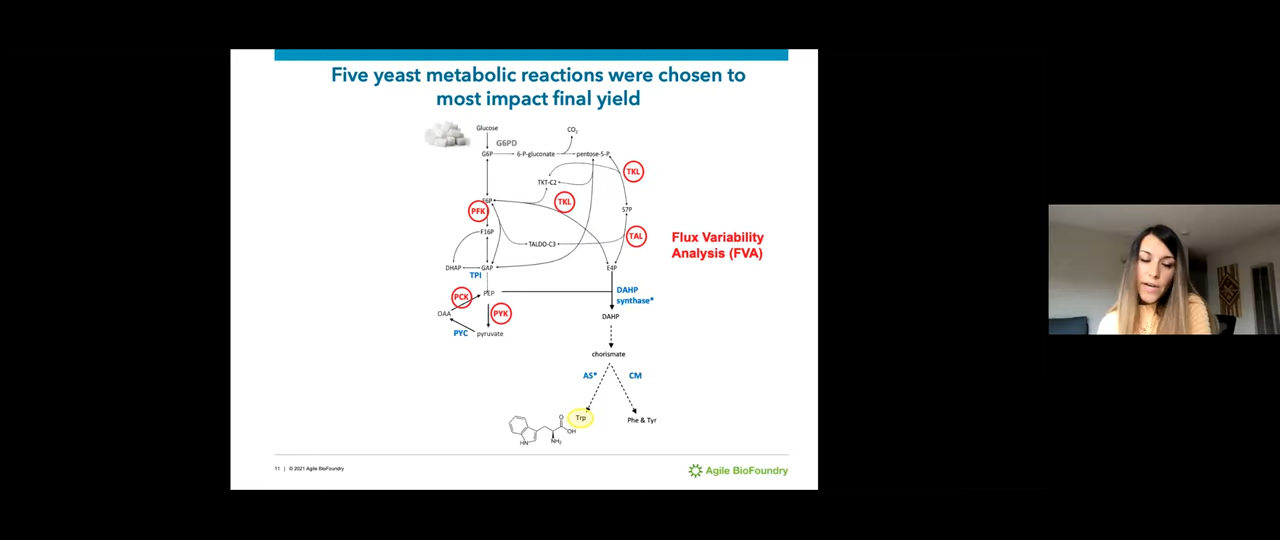 Five yeast metabolic reactions were chosen to
most impact final yield
Glucose
CO2
G6PD
G6P
6-P-gluconate
pentose-5-P
TKL
TKT-C2
F6P
TKL
S7P
PFK
F16P
TAL
TALDO-C3
Flux Variability
Analysis (FVA)
DHAP
GAP
E4P
TPI
PCK
PEP
DAHP
synthase*
OAA
PYK
DAHP
PYC
pyruvate
chorismate
AS*
CM
Trp
Phe & Tyr
O
OH
NH2
HN
11 | © 2021 Agile BioFoundry
Agile BioFoundry